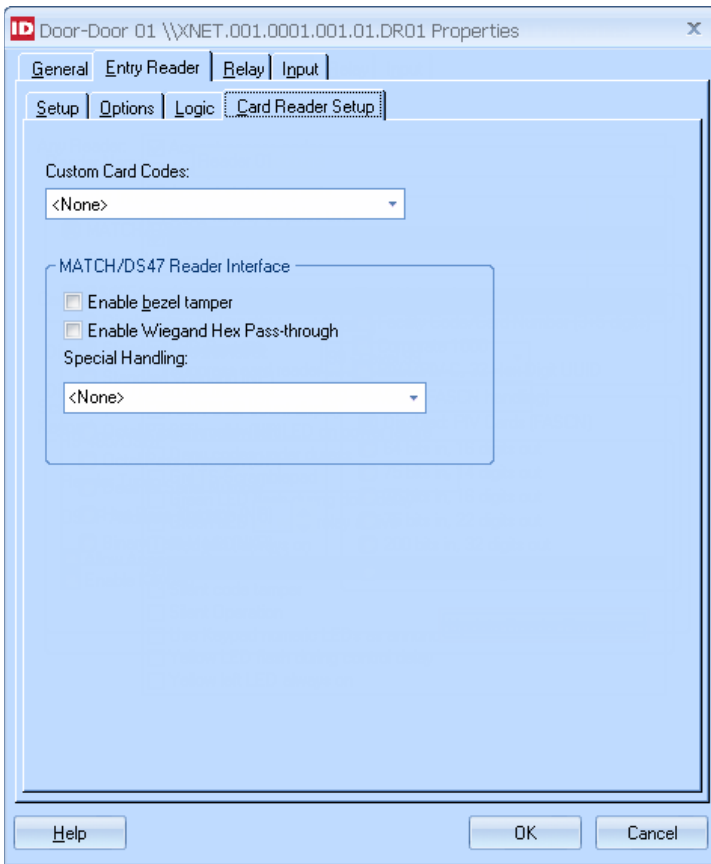 ID Door-Door 01 \\XNET.001.0001.001.01.DR01 Properties x
General Entry Reader Relay Input
Setup Options Logic Card Reader Setup
Custom Card Codes:
<None>
MATCH/DS47 Reader Interface
Enable bezel tamper
Enable Wiegand Hex Pass-through
Special Handling:
<None>
Help OK Cancel